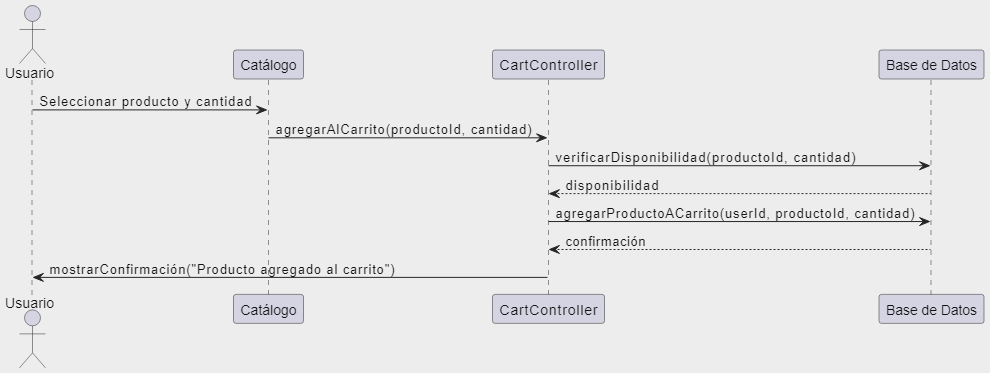 Usuario
Catálogo
CartController
Base de Datos
Seleccionar producto y cantidad
agregarAlCarrito(productoId, cantidad)
verificarDisponibilidad(productoId, cantidad)
disponibilidad
agregarProductoACarrito(userId, productoId, cantidad)
confirmación
mostrarConfirmación("Producto agregado al carrito")
Usuario
Catálogo
CartController
Base de Datos